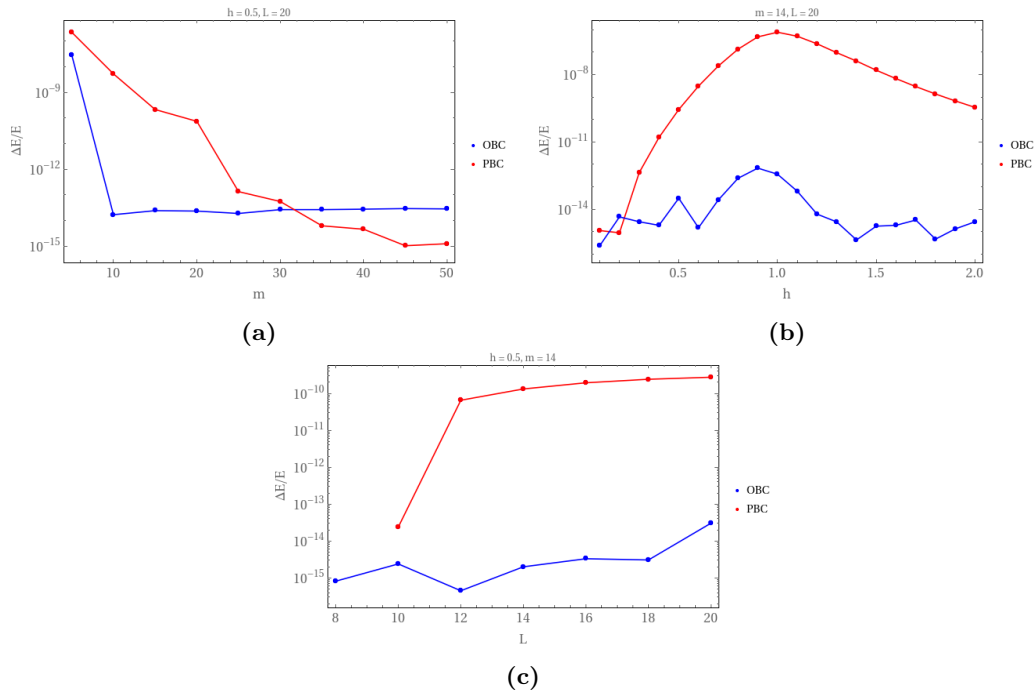 h = 0.5, L = 20
10⁻⁹
10⁻¹²
10⁻¹⁵
ΔE/E
10 20 30 40 50
m
OBC
PBC
(a)
m = 14, L = 20
10⁻⁸
10⁻¹¹
10⁻¹⁴
ΔE/E
0.5 1.0 1.5 2.0
h
OBC
PBC
(b)
h = 0.5, m = 14
10⁻¹⁰
10⁻¹¹
10⁻¹²
10⁻¹³
10⁻¹⁴
10⁻¹⁵
ΔE/E
8 10 12 14 16 18 20
L
OBC
PBC
(c)